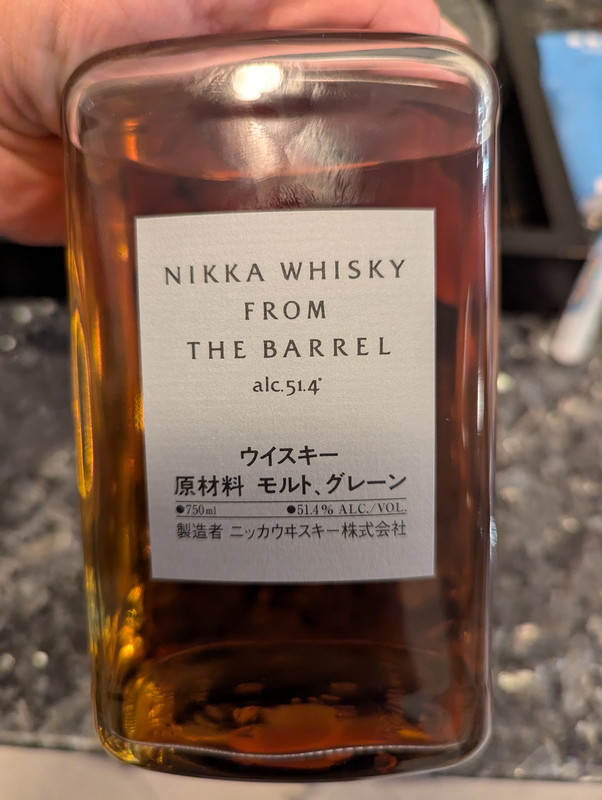 NIKKA WHISKY
FROM
THE BARREL
alc.51.4°
ウイスキー
原材料 モルト、グレーン
●750ml ●51.4% ALC./VOL.
製造者 ニッカウヰスキー株式会社